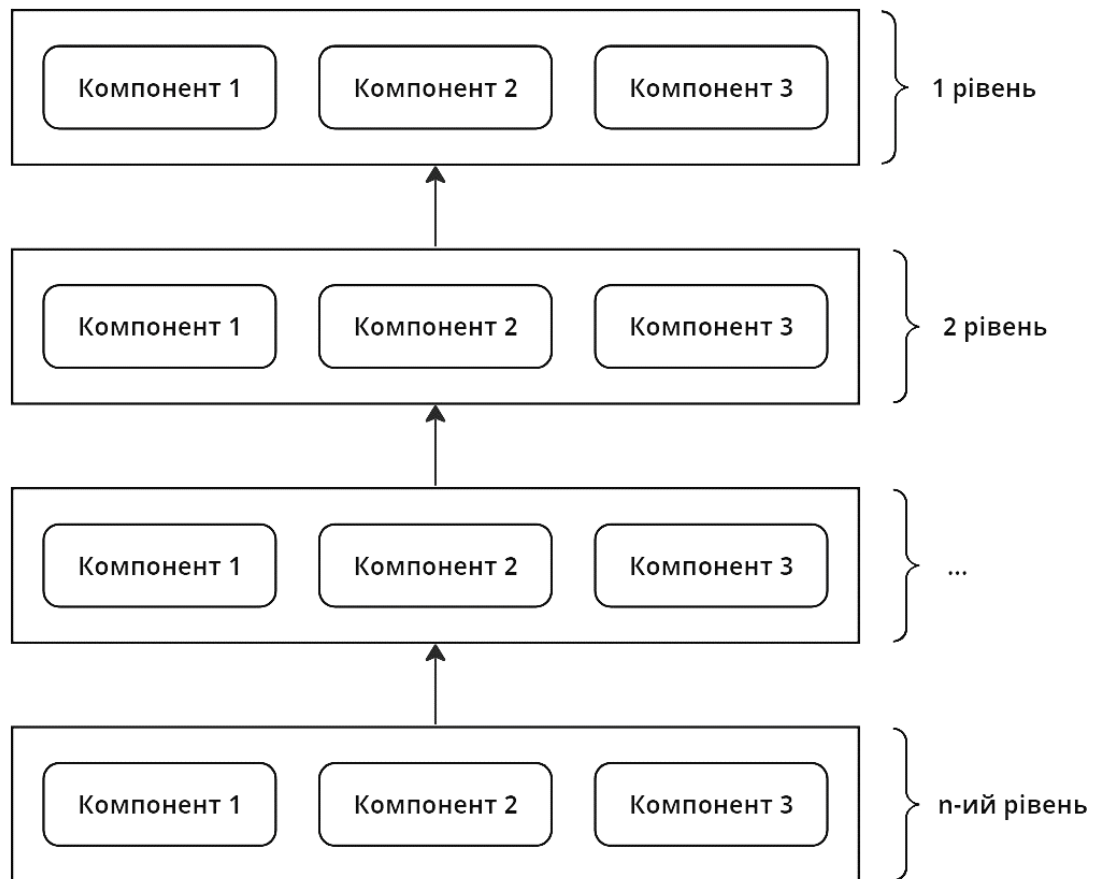 Компонент 1 Компонент 2 Компонент 3 1 рівень
Компонент 1 Компонент 2 Компонент 3 2 рівень
Компонент 1 Компонент 2 Компонент 3 ...
Компонент 1 Компонент 2 Компонент 3 n-ий рівень